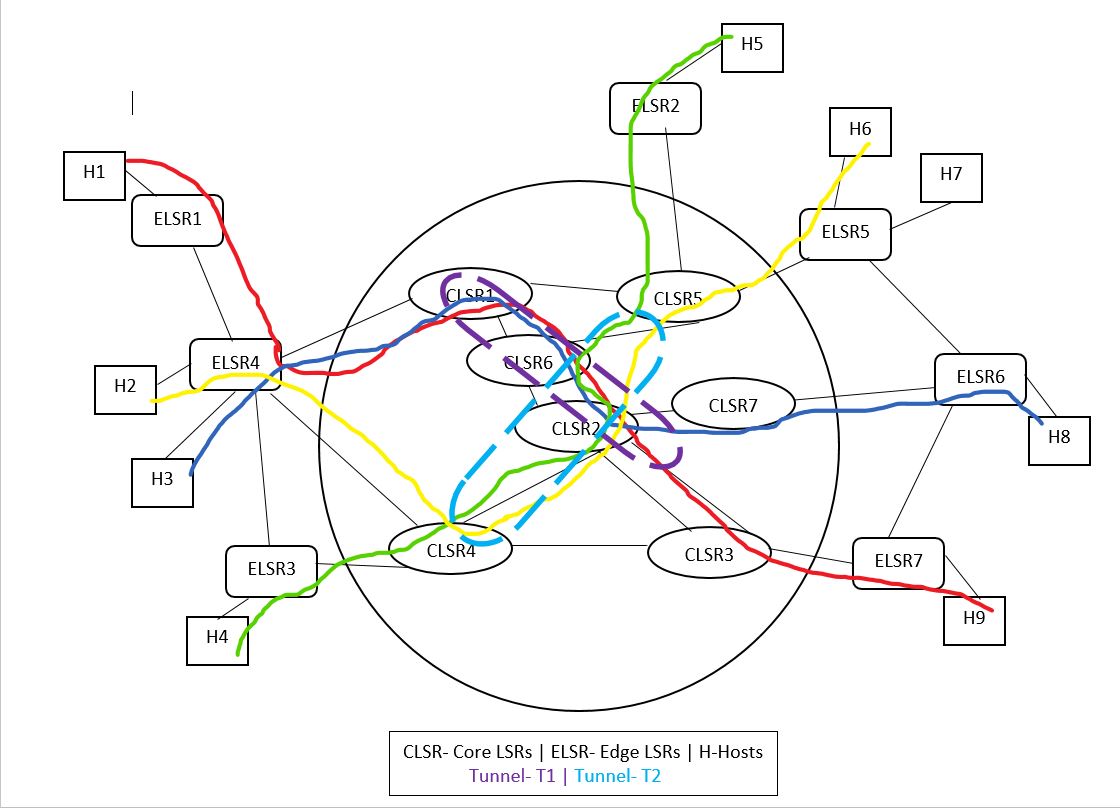 H5
ELSR2
H6
H1
H7
ELSR1
ELSR5
CLSR1
CLSR5
ELSR4
CLSR6
ELSR6
H2
CLSR7
CLSR2
H8
H3
CLSR4
CLSR3
ELSR7
ELSR3
H9
H4
CLSR- Core LSRs | ELSR- Edge LSRs | H-Hosts
Tunnel- T1 | Tunnel- T2